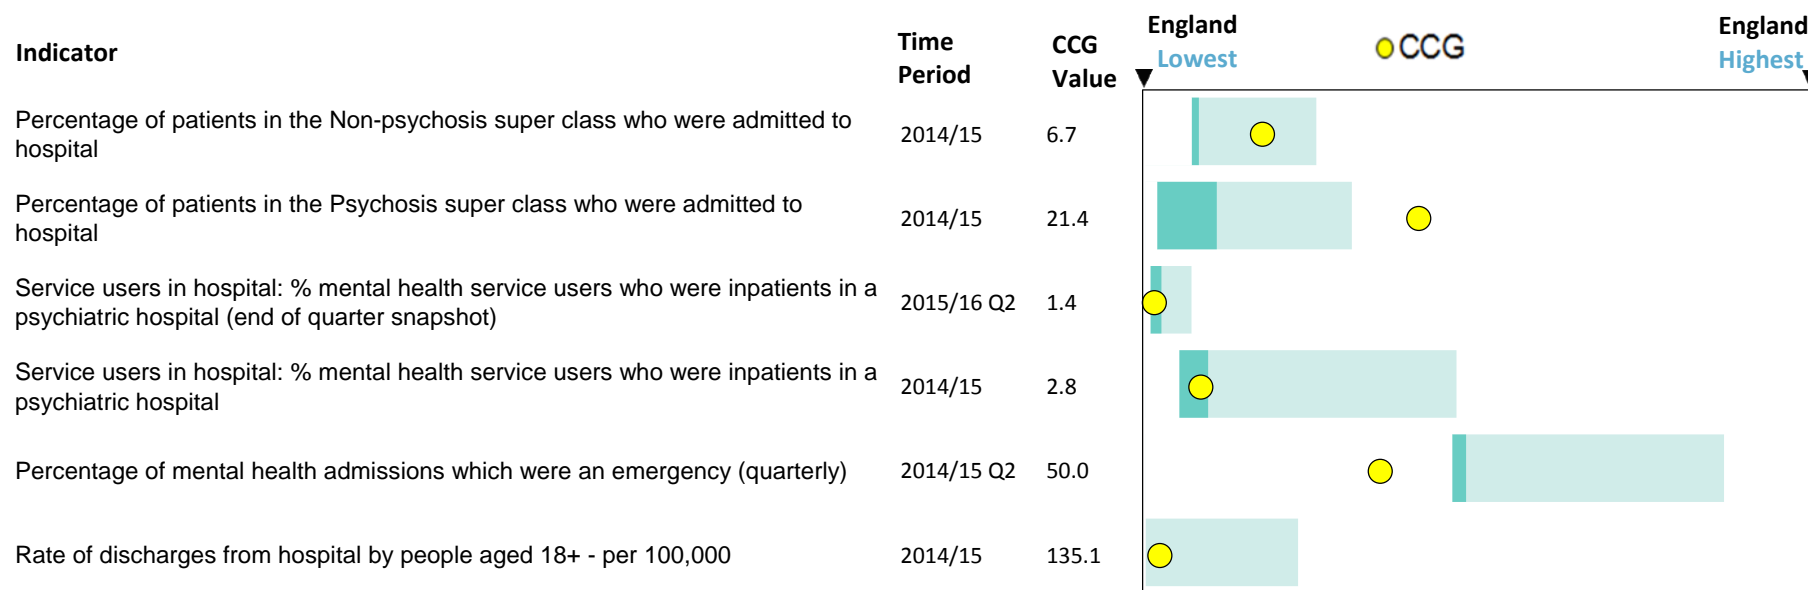 Indicator
Time
Period
CCG
Value
England
Lowest
CCG
England
Highest
Percentage of patients in the Non-psychosis super class who were admitted to
hospital
2014/15
6.7
Percentage of patients in the Psychosis super class who were admitted to
hospital
2014/15
21.4
Service users in hospital: % mental health service users who were inpatients in a
psychiatric hospital (end of quarter snapshot)
2015/16 Q2
1.4
Service users in hospital: % mental health service users who were inpatients in a
psychiatric hospital
2014/15
2.8
Percentage of mental health admissions which were an emergency (quarterly)
2014/15 Q2
50.0
Rate of discharges from hospital by people aged 18+ - per 100,000
2014/15
135.1